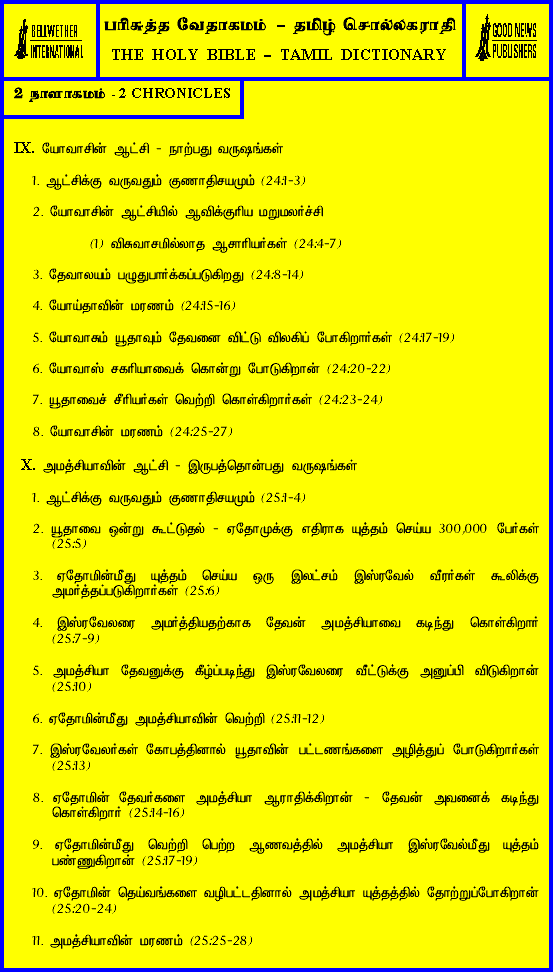 BELLWETHER
INTERNATIONAL
பரிசுத்த வேதாகமம் – தமிழ் சொல்லகராதி
THE HOLY BIBLE – TAMIL DICTIONARY
GOOD NEWS
PUBLISHERS
2 நாளாகமம் - 2 CHRONICLES
IX. யோவாசின் ஆட்சி - நாற்பது வருஷங்கள்
1. ஆட்சிக்கு வருவதும் குணாதிசயமும் (24:1-3)
2. யோவாசின் ஆட்சியில் ஆவிக்குரிய மறுமலர்ச்சி
(1) விசுவாசமில்லாத ஆசாரியர்கள் (24:4-7)
3. தேவாலயம் பழுதுபார்க்கப்படுகிறது (24:8-14)
4. யோய்தாவின் மரணம் (24:15-16)
5. யோவாசும் யூதாவும் தேவனை விட்டு விலகிப் போகிறார்கள் (24:17-19)
6. யோவாஸ் சகரியாவைக் கொன்று போடுகிறான் (24:20-22)
7. யூதாவைச் சீரியர்கள் வெற்றி கொள்கிறார்கள் (24:23-24)
8. யோவாசின் மரணம் (24:25-27)
X. அமத்சியாவின் ஆட்சி - இருபத்தொன்பது வருஷங்கள்
1. ஆட்சிக்கு வருவதும் குணாதிசயமும் (25:1-4)
2. யூதாவை ஒன்று கூட்டுதல் - ஏதோமுக்கு எதிராக யுத்தம் செய்ய 300,000 பேர்கள்
(25:5)
3. ஏதோமின்மீது யுத்தம் செய்ய ஒரு இலட்சம் இஸ்ரவேல் வீரர்கள் கூலிக்கு
அமர்த்தப்படுகிறார்கள் (25:6)
4. இஸ்ரவேலரை அமர்த்தியதற்காக தேவன் அமத்சியாவை கடிந்து கொள்கிறார்
(25:7-9)
5. அமத்சியா தேவனுக்கு கீழ்ப்படிந்து இஸ்ரவேலரை வீட்டுக்கு அனுப்பி விடுகிறான்
(25:10)
6. ஏதோமின்மீது அமத்சியாவின் வெற்றி (25:11-12)
7. இஸ்ரவேலர்கள் கோபத்தினால் யூதாவின் பட்டணங்களை அழித்துப் போடுகிறார்கள்
(25:13)
8. ஏதோமின் தேவர்களை அமத்சியா ஆராதிக்கிறான் - தேவன் அவனைக் கடிந்து
கொள்கிறார் (25:14-16)
9. ஏதோமின்மீது வெற்றி பெற்ற ஆணவத்தில் அமத்சியா இஸ்ரவேல்மீது யுத்தம்
பண்ணுகிறான் (25:17-19)
10. ஏதோமின் தெய்வங்களை வழிபட்டதினால் அமத்சியா யுத்தத்தில் தோற்றுப்போகிறான்
(25:20-24)
11. அமத்சியாவின் மரணம் (25:25-28)